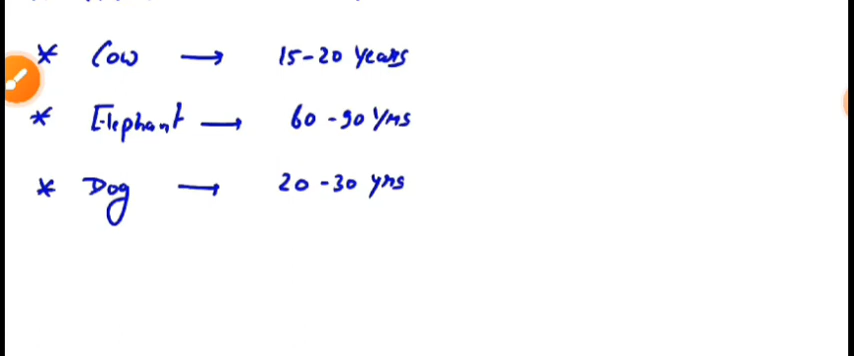 * Cow → 15-20 Years
* Elephant → 60-90 Yrs
* Dog → 20-30 yrs